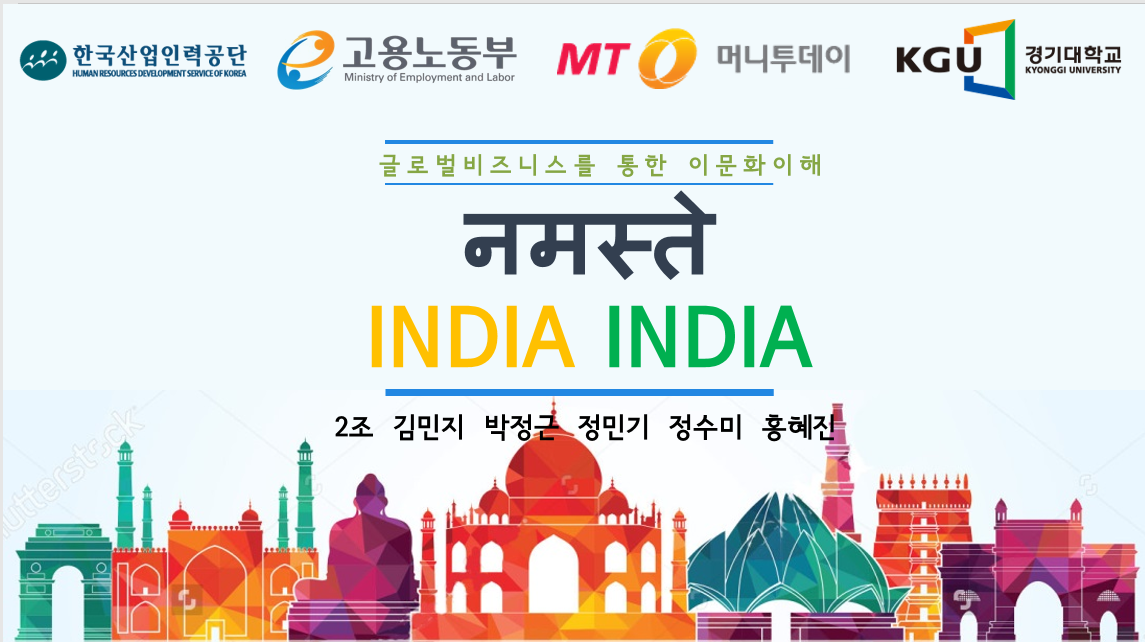 한국산업인력공단
HUMAN RESOURCES DEVELOPMENT SERVICE OF KOREA
고용노동부
Ministry of Employment and Labor
MT 머니투데이
KGU 경기대학교
KYONGGI UNIVERSITY
글로벌비즈니스를 통한 이문화이해
नमस्ते
INDIA INDIA
2조 김민지 박정근 정민기 정수미 홍혜진
shutterstock